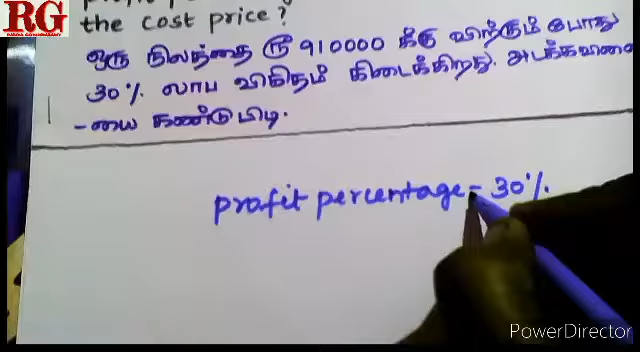 RG
the cost price?
ஒரு நிலத்தை ரூ 910000 க்கு விற்கும் போது
30% லாப விகிதம் கிடைக்கிறது. அடக்கவிலை
-யை கண்டுபிடி.
profit percentage = 30%.
PowerDirector